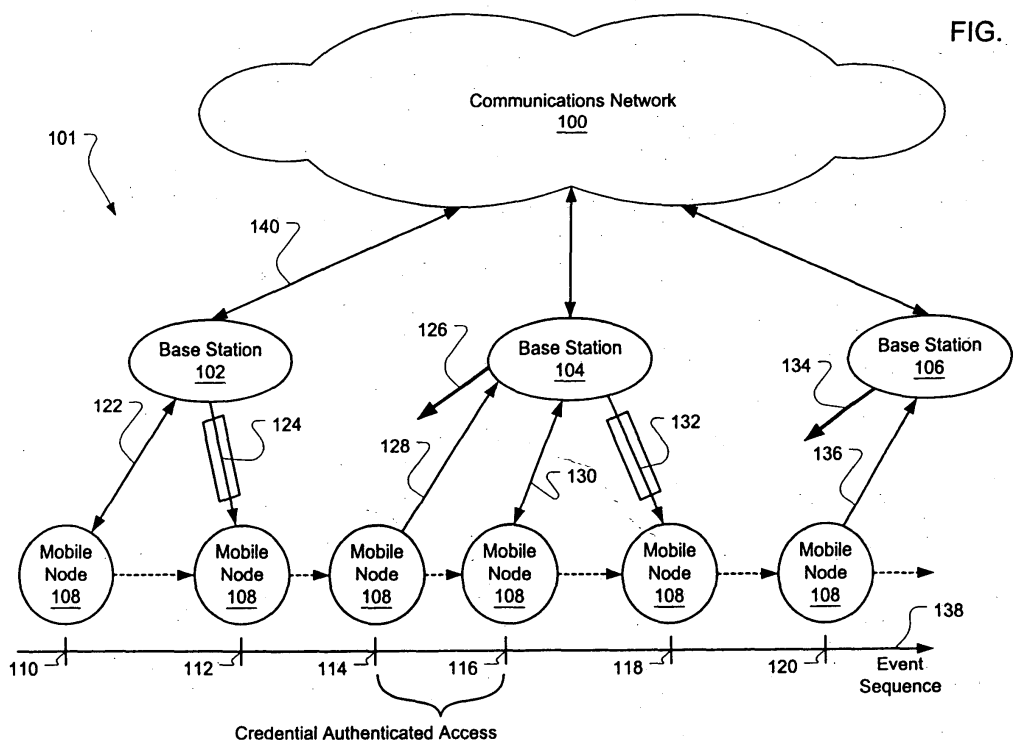 FIG.
Communications Network
100
101
140
Base Station
102
126
Base Station
104
Base Station
106
134
122
124
128
130
132
136
Mobile
Node
108
Mobile
Node
108
Mobile
Node
108
Mobile
Node
108
Mobile
Node
108
Mobile
Node
108
138
110
112
114
116
118
120
Event
Sequence
Credential Authenticated Access